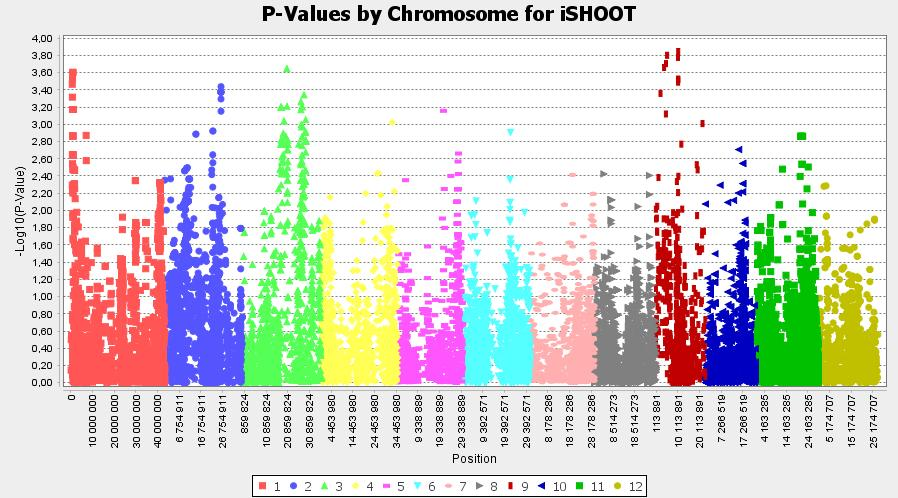 P-Values by Chromosome for iSHOOT
-Log10(P-Value)
4,00
3,80
3,60
3,40
3,20
3,00
2,80
2,60
2,40
2,20
2,00
1,80
1,60
1,40
1,20
1,00
0,80
0,60
0,40
0,20
0,00
0
10 000 000
20 000 000
30 000 000
40 000 000
6 754 911
16 754 911
26 754 911
859 824
10 859 824
20 859 824
30 859 824
4 453 980
14 453 980
24 453 980
34 453 980
9 338 889
19 338 889
29 338 889
9 392 571
19 392 571
29 392 571
8 178 286
18 178 286
28 178 286
8 514 273
18 514 273
113 891
10 113 891
20 113 891
7 266 519
17 266 519
4 163 285
14 163 285
24 163 285
5 174 707
15 174 707
25 174 707
Position
1 2 3 4 5 6 7 8 9 10 11 12